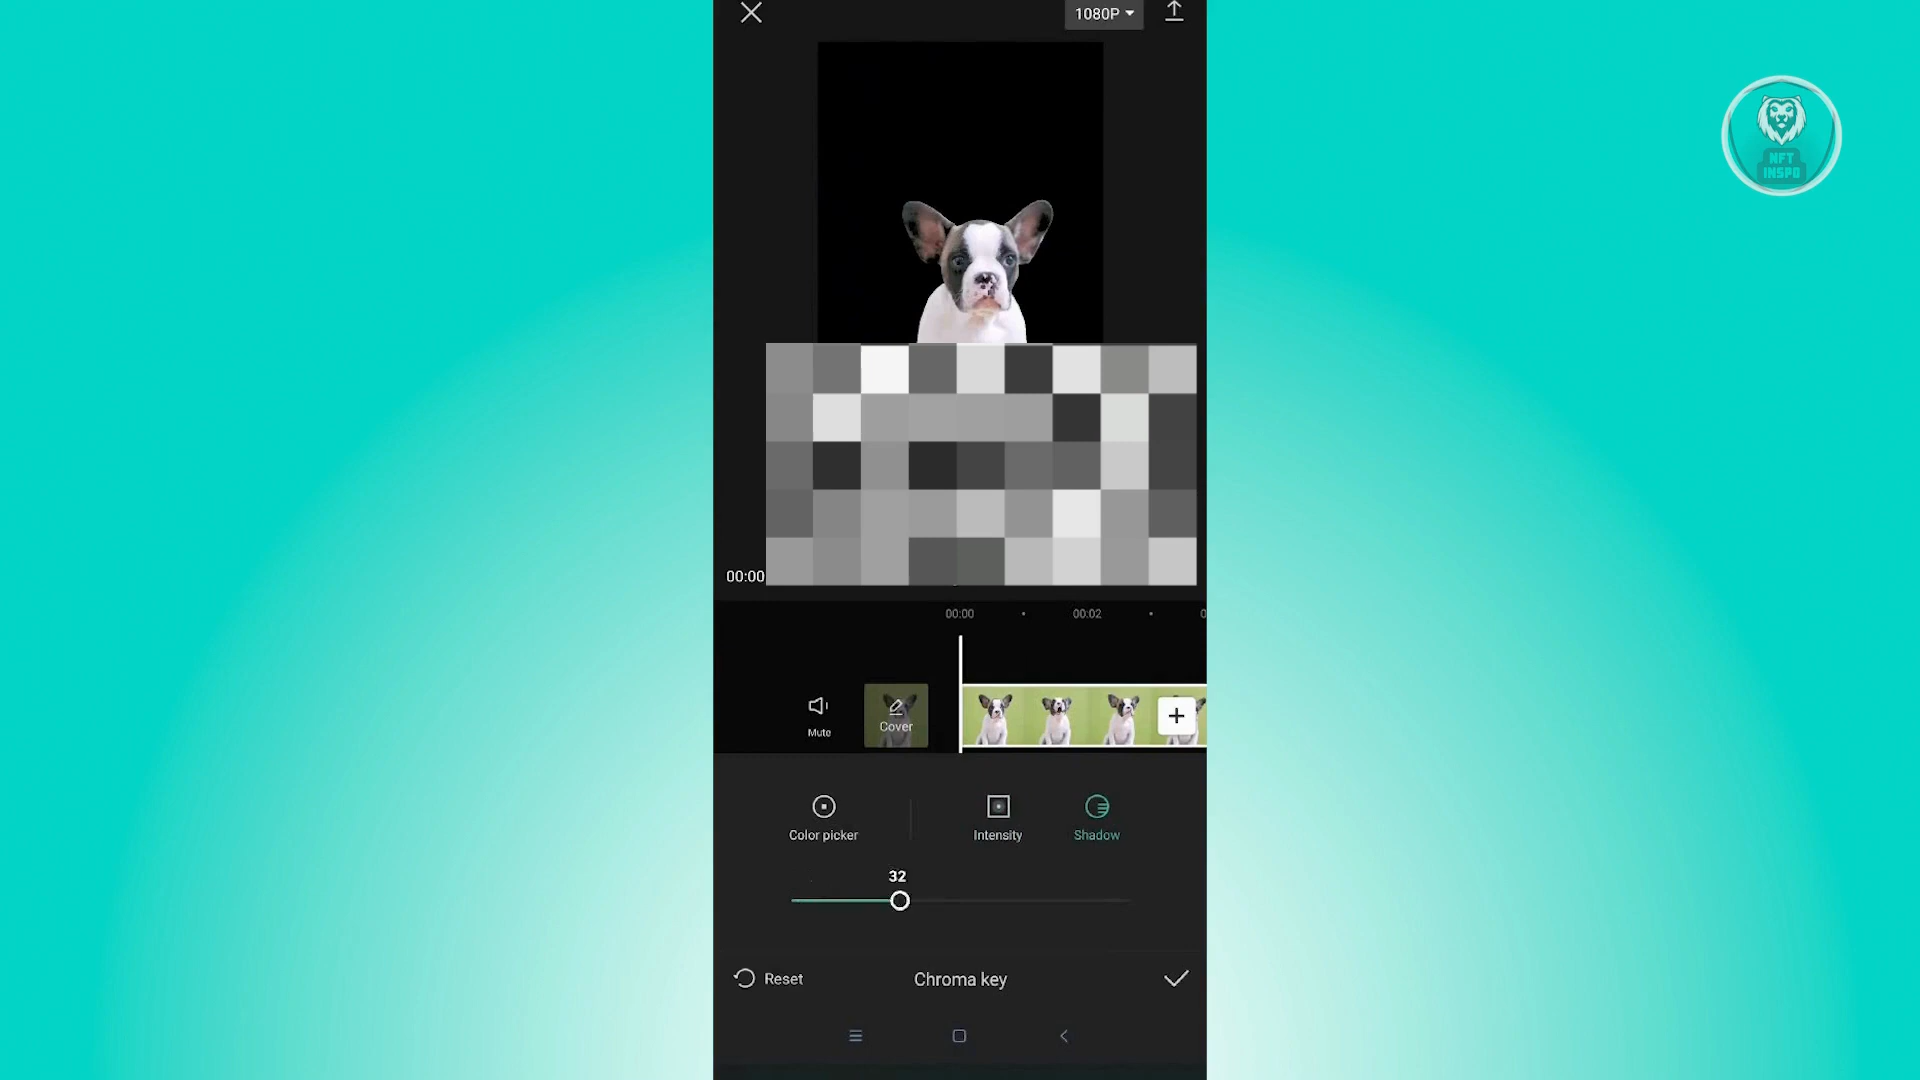 1080P
NFT
INSPO
00:00
00:00
00:02
Mute
Cover
Color picker
Intensity
Shadow
32
Reset
Chroma key